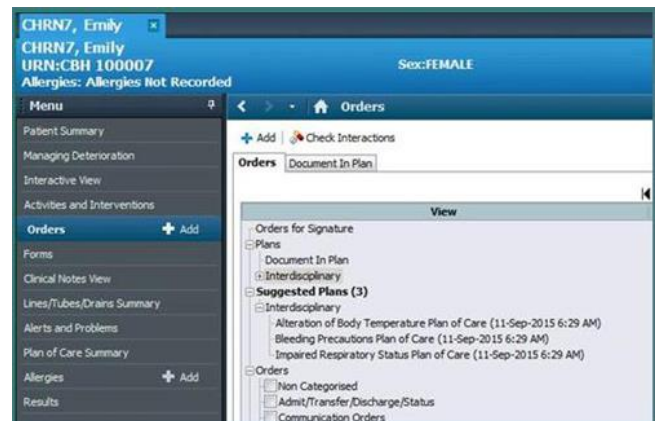 CHRN7, Emily
CHRN7, Emily
URN:CBH 100007
Sex:FEMALE
Allergies: Allergies Not Recorded
Menu
Patient Summary
Managing Deterioration
Interactive View
Activities and Interventions
Orders Add
Forms
Clinical Notes View
Lines/Tubes/Drains Summary
Alerts and Problems
Plan of Care Summary
Allergies Add
Results
Orders
Add Check Interactions
Orders Document In Plan
View
Orders for Signature
Plans
Document In Plan
Interdisciplinary
Suggested Plans (3)
Interdisciplinary
Alteration of Body Temperature Plan of Care (11-Sep-2015 6:29 AM)
Bleeding Precautions Plan of Care (11-Sep-2015 6:29 AM)
Impaired Respiratory Status Plan of Care (11-Sep-2015 6:29 AM)
Orders
Non Categorised
Admit/Transfer/Discharge/Status
Communication Orders